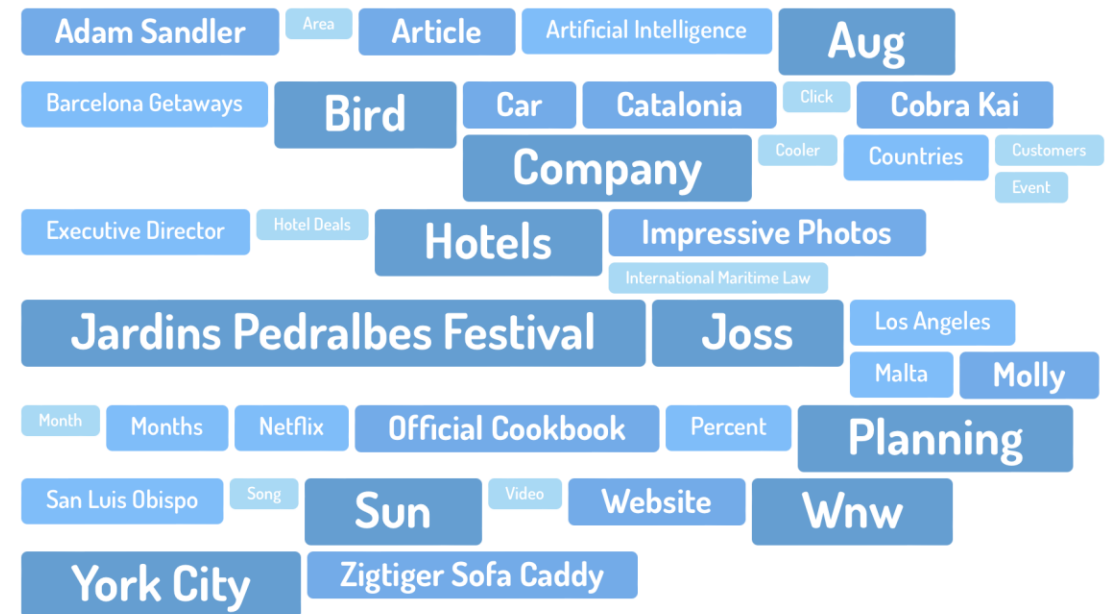 Adam Sandler Area Article Artificial Intelligence Aug
Barcelona Getaways Bird Car Catalonia Click Cobra Kai
Company Cooler Countries Customers
Event
Executive Director Hotel Deals Hotels Impressive Photos
International Maritime Law
Jardins Pedralbes Festival Joss Los Angeles
Malta Molly
Month Months Netflix Official Cookbook Percent Planning
San Luis Obispo Song Sun Video Website Wnw
York City Zigtiger Sofa Caddy